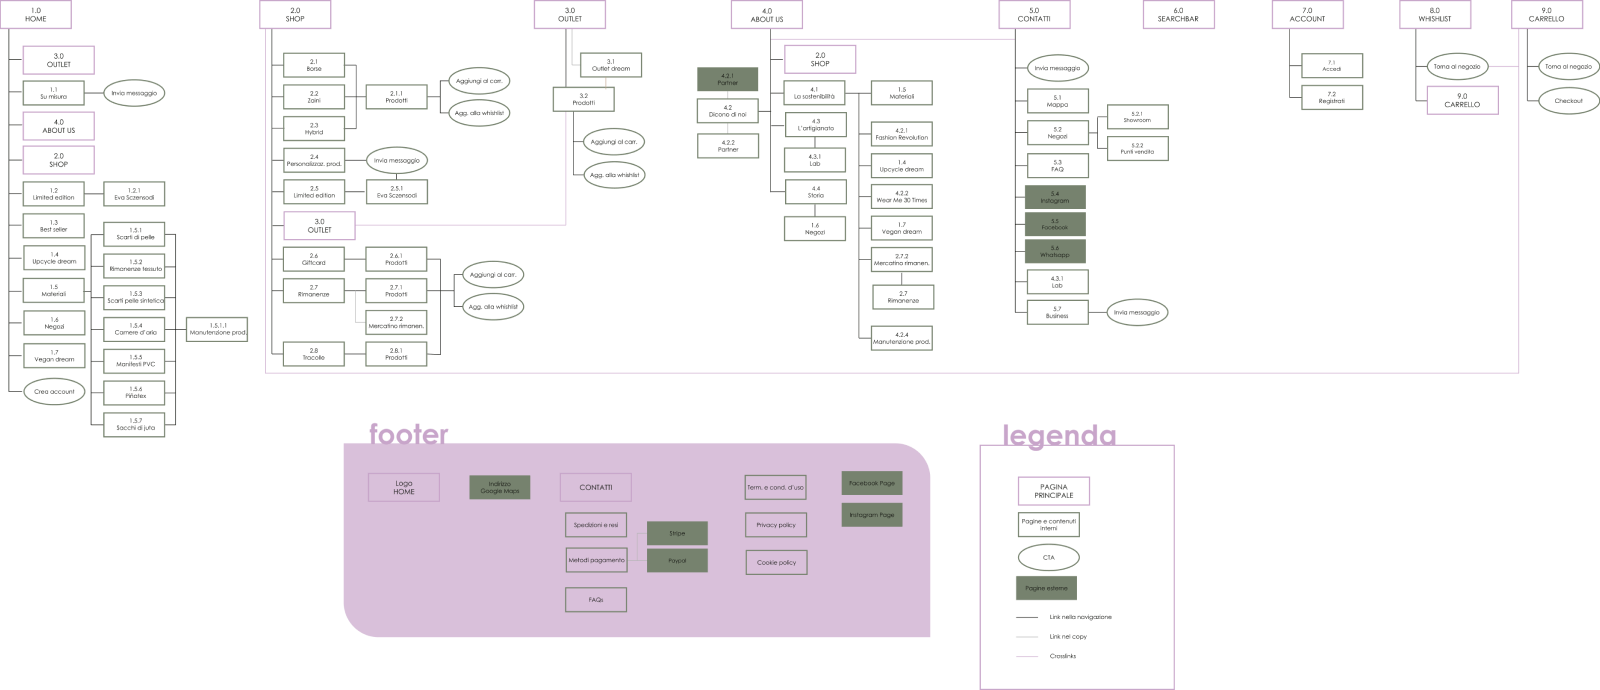 1.0
HOME
3.0
OUTLET
1.1
Su misura
Invia messaggio
4.0
ABOUT US
2.0
SHOP
1.2
Limited edition
1.2.1
Eva Sczensodi
1.3
Best seller
1.4
Upcycle dream
1.5
Materiali
1.6
Negozi
1.7
Vegan dream
Crea account
1.5.1
Scarti di pelle
1.5.2
Rimanenze tessuto
1.5.3
Scarti pelle sintetica
1.5.4
Camere d'aria
1.5.5
Manifesti PVC
1.5.6
Piñatex
1.5.7
Sacchi di juta
1.5.1.1
Manutenzione prod.
2.0
SHOP
2.1
Borse
2.2
Zaini
2.3
Hybrid
2.1.1
Prodotti
Aggiungi al carr.
Agg. alla whishlist
2.4
Personalizzaz. prod.
Invia messaggio
2.5
Limited edition
2.5.1
Eva Sczensodi
3.0
OUTLET
2.6
Giftcard
2.6.1
Prodotti
2.7
Rimanenze
2.7.1
Prodotti
2.7.2
Mercatino rimanen.
2.8
Tracolle
2.8.1
Prodotti
Aggiungi al carr.
Agg. alla whishlist
3.0
OUTLET
3.1
Outlet dream
3.2
Prodotti
Aggiungi al carr.
Agg. alla whishlist
4.0
ABOUT US
2.0
SHOP
4.2.1
Partner
4.2
Dicono di noi
4.2.2
Partner
4.1
La sostenibilità
4.3
L'artigianato
4.3.1
Lab
4.4
Storia
1.6
Negozi
1.5
Materiali
4.2.1
Fashion Revolution
1.4
Upcycle dream
4.2.2
Wear Me 30 Times
1.7
Vegan dream
2.7.2
Mercatino rimanen.
2.7
Rimanenze
4.2.4
Manutenzione prod.
5.0
CONTATTI
Invia messaggio
5.1
Mappa
5.2
Negozi
5.2.1
Showroom
5.2.2
Punti vendita
5.3
FAQ
5.4
Instagram
5.5
Facebook
5.6
Whatsapp
4.3.1
Lab
5.7
Business
Invia messaggio
6.0
SEARCHBAR
7.0
ACCOUNT
7.1
Accedi
7.2
Registrati
8.0
WHISHLIST
Torna al negozio
9.0
CARRELLO
9.0
CARRELLO
Torna al negozio
Checkout
footer
Logo
HOME
Indirizzo
Google Maps
CONTATTI
Spedizioni e resi
Metodi pagamento
FAQs
Stripe
Paypal
Term. e cond. d'uso
Privacy policy
Cookie policy
Facebook Page
Instagram Page
legenda
PAGINA
PRINCIPALE
Pagine e contenuti
interni
CTA
Pagine esterne
Link nella navigazione
Link nel copy
Crosslinks